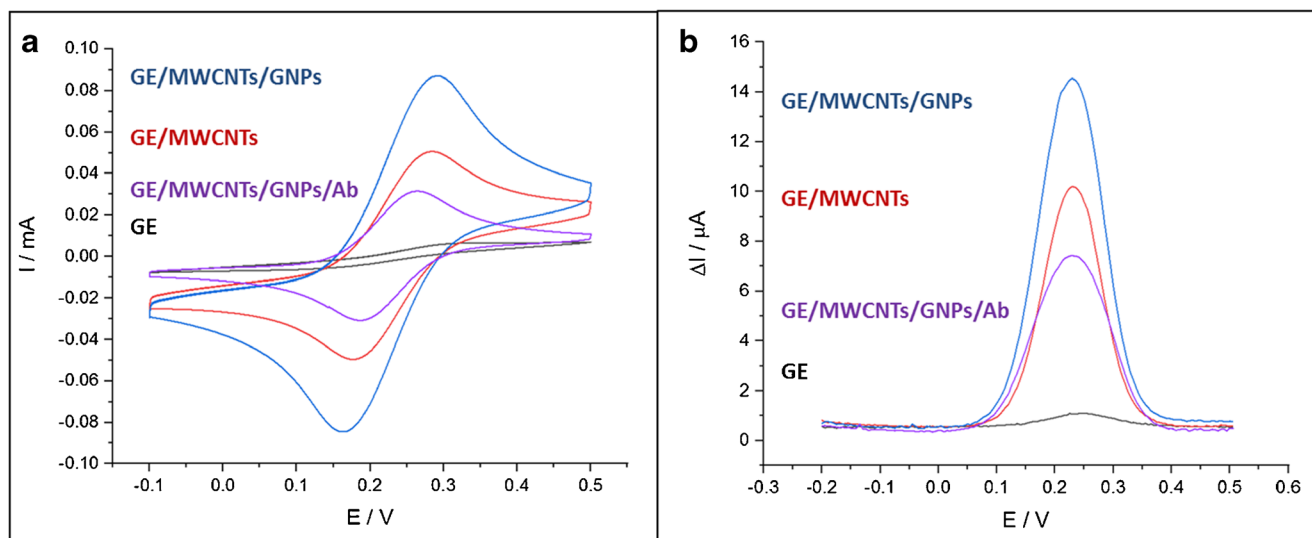 a
0.10
0.08
0.06
0.04
0.02
0.00
-0.02
-0.04
-0.06
-0.08
-0.10
I / mA
GE/MWCNTs/GNPs
GE/MWCNTs
GE/MWCNTs/GNPs/Ab
GE
-0.1 0.0 0.1 0.2 0.3 0.4 0.5
E / V
b
16
14
12
10
8
6
4
2
0
ΔI / µA
GE/MWCNTs/GNPs
GE/MWCNTs
GE/MWCNTs/GNPs/Ab
GE
-0.3 -0.2 -0.1 0.0 0.1 0.2 0.3 0.4 0.5 0.6
E / V